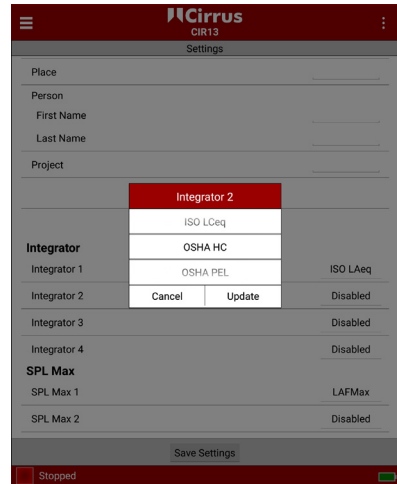 Cirrus
CIR13
Settings
Place
Person
First Name
Last Name
Project
Integrator 2
ISO LCeq
OSHA HC
OSHA PEL
Cancel Update
Integrator
Integrator 1 ISO LAeq
Integrator 2 Disabled
Integrator 3 Disabled
Integrator 4 Disabled
SPL Max
SPL Max 1 LAFMax
SPL Max 2 Disabled
Save Settings
Stopped